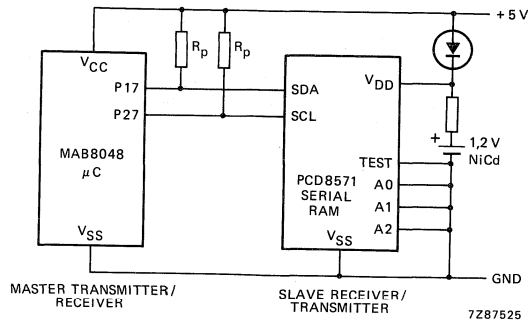 +5 V
VCC
Rp
Rp
P17
SDA
VDD
P27
SCL
+
1,2 V
NiCd
MAB8048
μC
TEST
PCD8571
SERIAL
RAM
A0
A1
A2
VSS
VSS
GND
MASTER TRANSMITTER/
RECEIVER
SLAVE RECEIVER/
TRANSMITTER
7Z87525